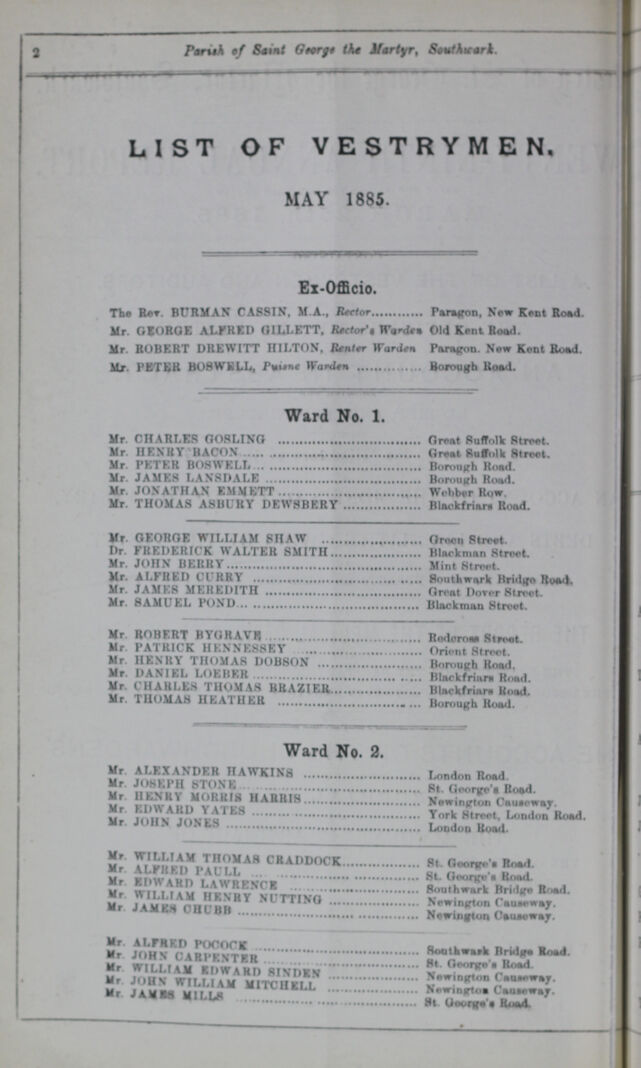 2 Parish of Saint George the Martyr, Southwark.
LIST OF VESTRYMEN.
MAY 1885.
Ex-Officio.
The Rev. BURMAN CASSIN, M.A., Rector............ Paragon, New Kent Road.
Mr. GEORGE ALFRED GILLETT, Rector's Warden Old Kent Road.
Mr. ROBERT DREWITT HILTON, Renter Warden Paragon. New Kent Road.
Mr. PETER BOSWELL, Puisne Warden ............... Borough Road.
Ward No. 1.
Mr. CHARLES GOSLING .................................... Great Suffolk Street.
Mr. HENRY BACON.......................................... Great Suffolk Street.
Mr. PETER BOSWELL ....................................... Borough Road.
Mr. JAMES LANSDALE ..................................... Borough Road.
Mr. JONATHAN EMMETT ................................... Webber Row.
Mr. THOMAS ASBURY DEWSBERY .................... Blackfriars Road.
Mr. GEORGE WILLIAM SHAW .......................... Green Street.
Dr. FREDERICK WALTER SMITH....................... Blackman Street.
Mr. JOHN BERRY............................................. Mint Street.
Mr. ALFRED CURRY ........................................ Southwark Bridge Road.
Mr. JAMES MEREDITH ..................................... Great Dover Street.
Mr. SAMUEL POND.......................................... Blackman Street.
Mr. ROBERT BYGRAVE .................................... Redcross Street.
Mr. PATRICK HENNESSEY ................................ Orient Street.
Mr. HENRY THOMAS DOBSON .......................... Borough Road.
Mr. DANIEL LOEBER ....................................... Blackfriars Road.
Mr. CHARLES THOMAS BRAZIER....................... Blackfriars Road.
Mr. THOMAS HEATHER .................................... Borough Road.
Ward No. 2.
Mr. ALEXANDER HAWKINS .............................. London Road.
Mr. JOSEPH STONE......................................... St. George's Road.
Mr. HENRY MORRIS HARRIS............................. Newington Causeway.
Mr. EDWARD YATES ....................................... York Street, London Road.
Mr. JOHN JONES ............................................ London Road.
Mr. WILLIAM THOMAS CRADDOCK.................... St. George's Road.
Mr. ALFRED PAULL ........................................ St. George's Road.
Mr. EDWARD LAWRENCE ................................. Southwark Bridge Road.
Mr. WILLIAM HENRY NUTTING ........................ Newington Causeway.
Mr. JAMES CHUBB .......................................... Newington Causeway.
Mr. ALFRED POCOCK ...................................... Southwark Bridge Road.
Mr. JOHN CARPENTER .................................... St. George's Road.
Mr. WILLIAM EDWARD SINDEN ........................ Newington Causeway.
Mr. JOHN WILLIAM MITCHELL ........................ Newington Causeway.
Mr. JAMES MILLS .......................................... St. George's Road.